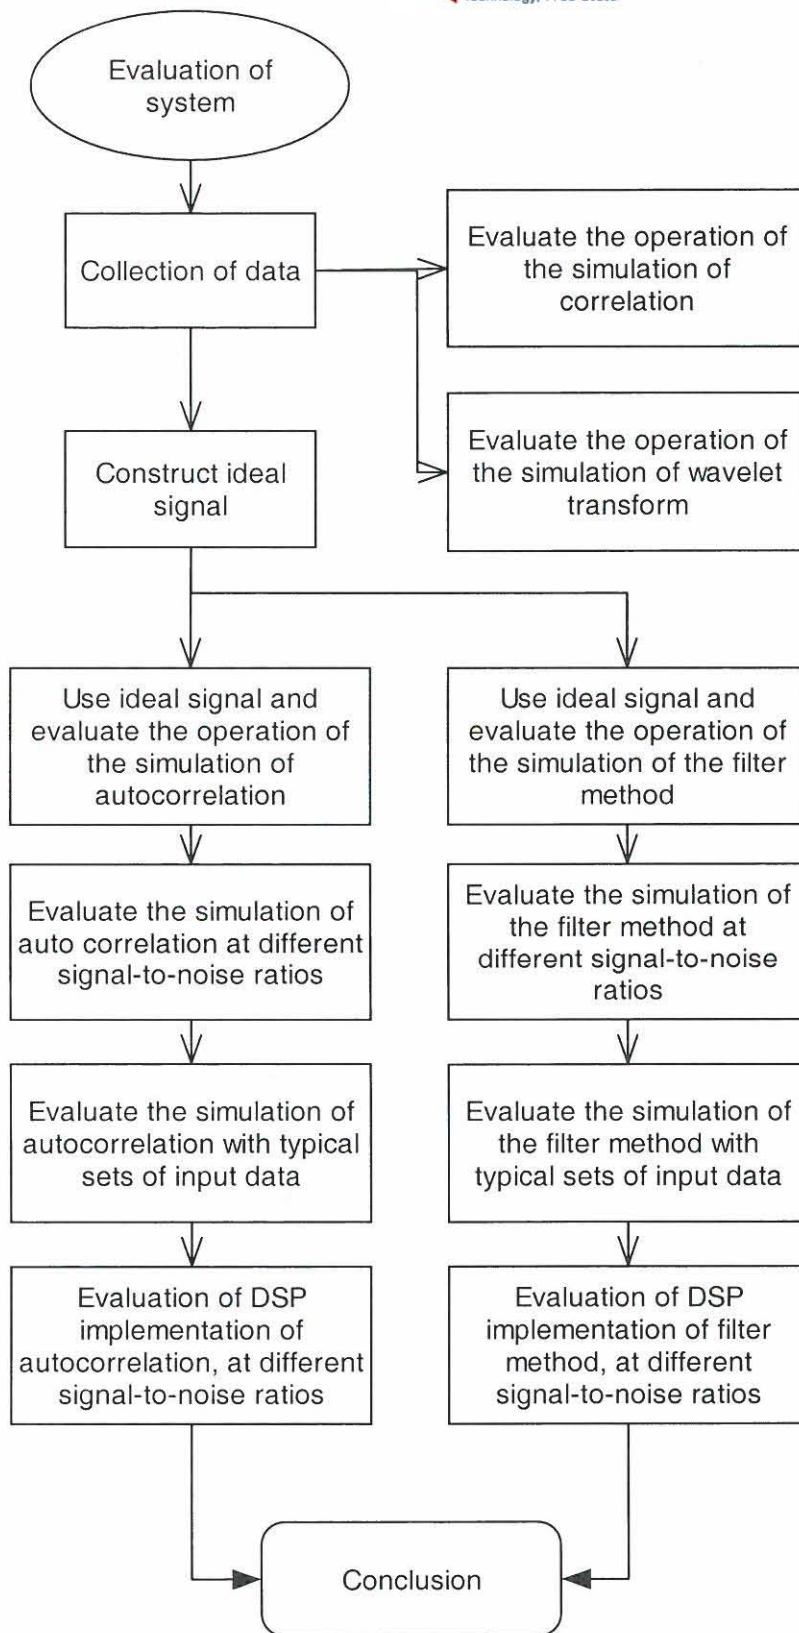 Evaluation of
system
Collection of data
Evaluate the operation of
the simulation of
correlation
Construct ideal
signal
Evaluate the operation of
the simulation of wavelet
transform
Use ideal signal and
evaluate the operation of
the simulation of
autocorrelation
Use ideal signal and
evaluate the operation of
the simulation of the filter
method
Evaluate the simulation of
auto correlation at different
signal-to-noise ratios
Evaluate the simulation of
the filter method at
different signal-to-noise
ratios
Evaluate the simulation of
autocorrelation with typical
sets of input data
Evaluate the simulation of
the filter method with
typical sets of input data
Evaluation of DSP
implementation of
autocorrelation, at different
signal-to-noise ratios
Evaluation of DSP
implementation of filter
method, at different
signal-to-noise ratios
Conclusion